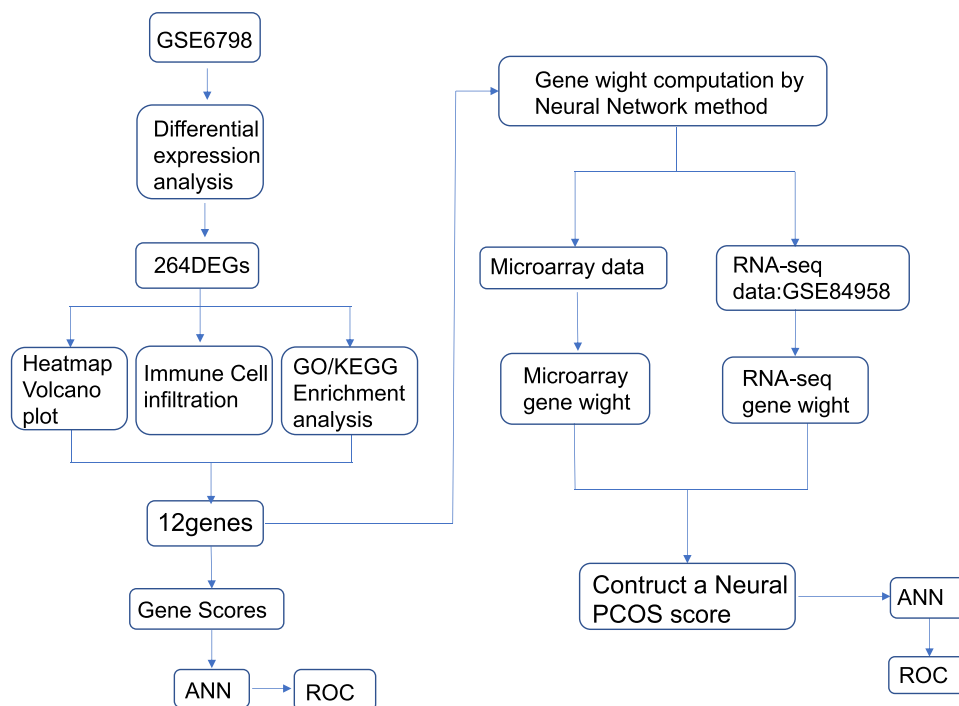 GSE6798
Differential
expression
analysis
264DEGs
Heatmap
Volcano
plot
Immune Cell
infiltration
GO/KEGG
Enrichment
analysis
12genes
Gene Scores
ANN
ROC
Gene wight computation by
Neural Network method
Microarray data
RNA-seq
data:GSE84958
Microarray
gene wight
RNA-seq
gene wight
Contruct a Neural
PCOS score
ANN
ROC